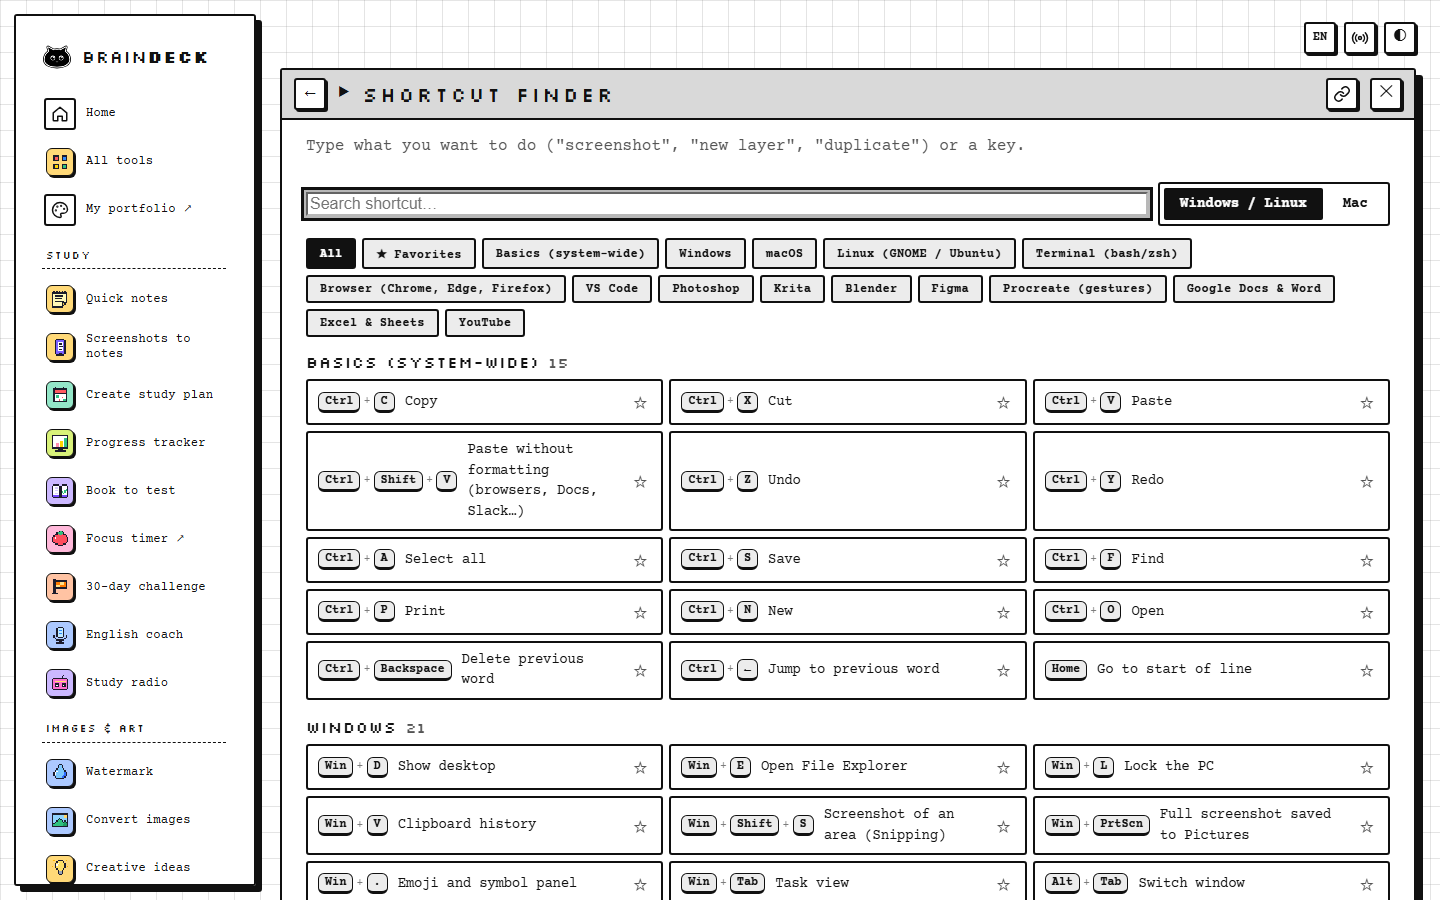 BRAINDECK
Home
All tools
My portfolio ↗
STUDY
Quick notes
Screenshots to
notes
Create study plan
Progress tracker
Book to test
Focus timer ↗
30-day challenge
English coach
Study radio
IMAGES & ART
Watermark
Convert images
Creative ideas
EN
← ▶ SHORTCUT FINDER
Type what you want to do ("screenshot", "new layer", "duplicate") or a key.
Search shortcut...
Windows / Linux Mac
All ★ Favorites Basics (system-wide) Windows macOS Linux (GNOME / Ubuntu) Terminal (bash/zsh)
Browser (Chrome, Edge, Firefox) VS Code Photoshop Krita Blender Figma Procreate (gestures) Google Docs & Word
Excel & Sheets YouTube
BASICS (SYSTEM-WIDE) 15
Ctrl + C Copy ☆
Ctrl + X Cut ☆
Ctrl + V Paste ☆
Ctrl + Shift + V Paste without
formatting
(browsers, Docs,
Slack…) ☆
Ctrl + Z Undo ☆
Ctrl + Y Redo ☆
Ctrl + A Select all ☆
Ctrl + S Save ☆
Ctrl + F Find ☆
Ctrl + P Print ☆
Ctrl + N New ☆
Ctrl + O Open ☆
Ctrl + Backspace Delete previous
word ☆
Ctrl + ← Jump to previous word ☆
Home Go to start of line ☆
WINDOWS 21
Win + D Show desktop ☆
Win + E Open File Explorer ☆
Win + L Lock the PC ☆
Win + V Clipboard history ☆
Win + Shift + S Screenshot of an
area (Snipping) ☆
Win + PrtScn Full screenshot saved
to Pictures ☆
Win + . Emoji and symbol panel ☆
Win + Tab Task view ☆
Alt + Tab Switch window ☆